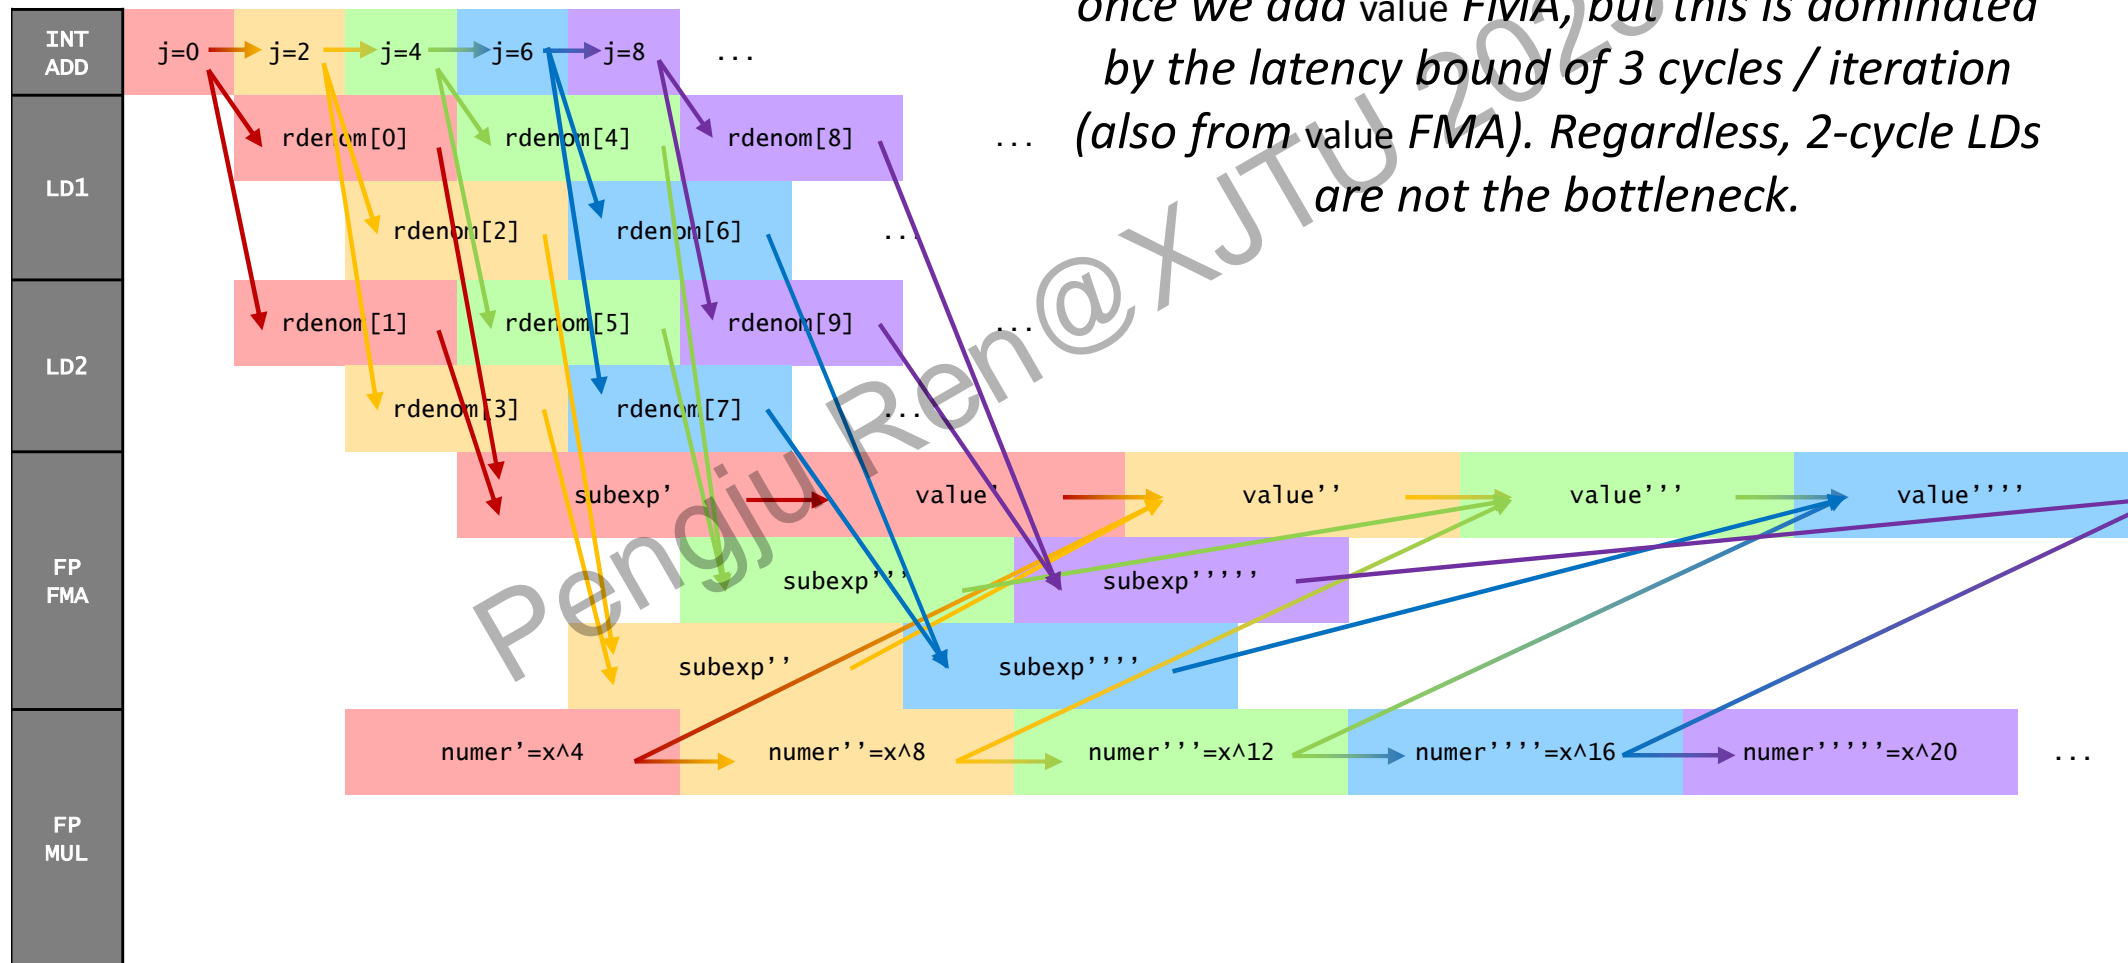 once we add value FMA, but this is dominated
by the latency bound of 3 cycles / iteration
(also from value FMA). Regardless, 2-cycle LDs
are not the bottleneck.
INT
ADD
j=0
j=2
j=4
j=6
j=8
...
LD1
rdenom[0]
rdenom[4]
rdenom[8]
...
rdenom[2]
rdenom[6]
...
LD2
rdenom[1]
rdenom[5]
rdenom[9]
...
rdenom[3]
rdenom[7]
...
FP
FMA
subexp’
value’
value’’
value’’’
value’’’’
subexp’’’
subexp’’’’’
subexp’’
subexp’’’’
FP
MUL
numer’=x^4
numer’’=x^8
numer’’’=x^12
numer’’’’=x^16
numer’’’’’=x^20
...
Pengju Ren@XJTU 2023